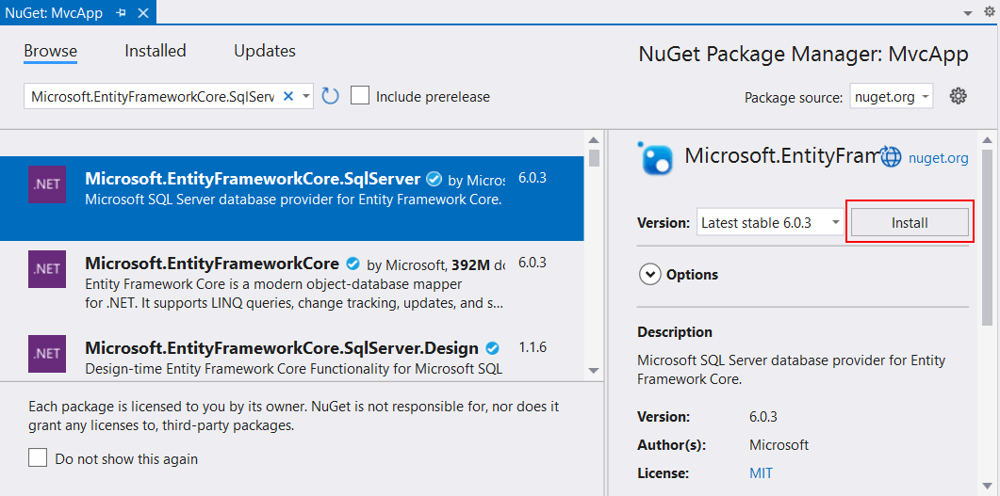 NuGet: MvcApp
Browse Installed Updates
NuGet Package Manager: MvcApp
Microsoft.EntityFrameworkCore.SqlServ
Include prerelease
Package source: nuget.org
.NET
Microsoft.EntityFrameworkCore.SqlServer by Micros 6.0.3
Microsoft SQL Server database provider for Entity Framework Core.
.NET
Microsoft.EntityFrameworkCore by Microsoft, 392M do 6.0.3
Entity Framework Core is a modern object-database mapper
for .NET. It supports LINQ queries, change tracking, updates, and s...
.NET
Microsoft.EntityFrameworkCore.SqlServer.Design 1.1.6
Design-time Entity Framework Core Functionality for Microsoft SQL
Each package is licensed to you by its owner. NuGet is not responsible for, nor does it
grant any licenses to, third-party packages.
Do not show this again
Microsoft.EntityFram nuget.org
Version: Latest stable 6.0.3 Install
Options
Description
Microsoft SQL Server database provider for Entity
Framework Core.
Version: 6.0.3
Author(s): Microsoft
License: MIT